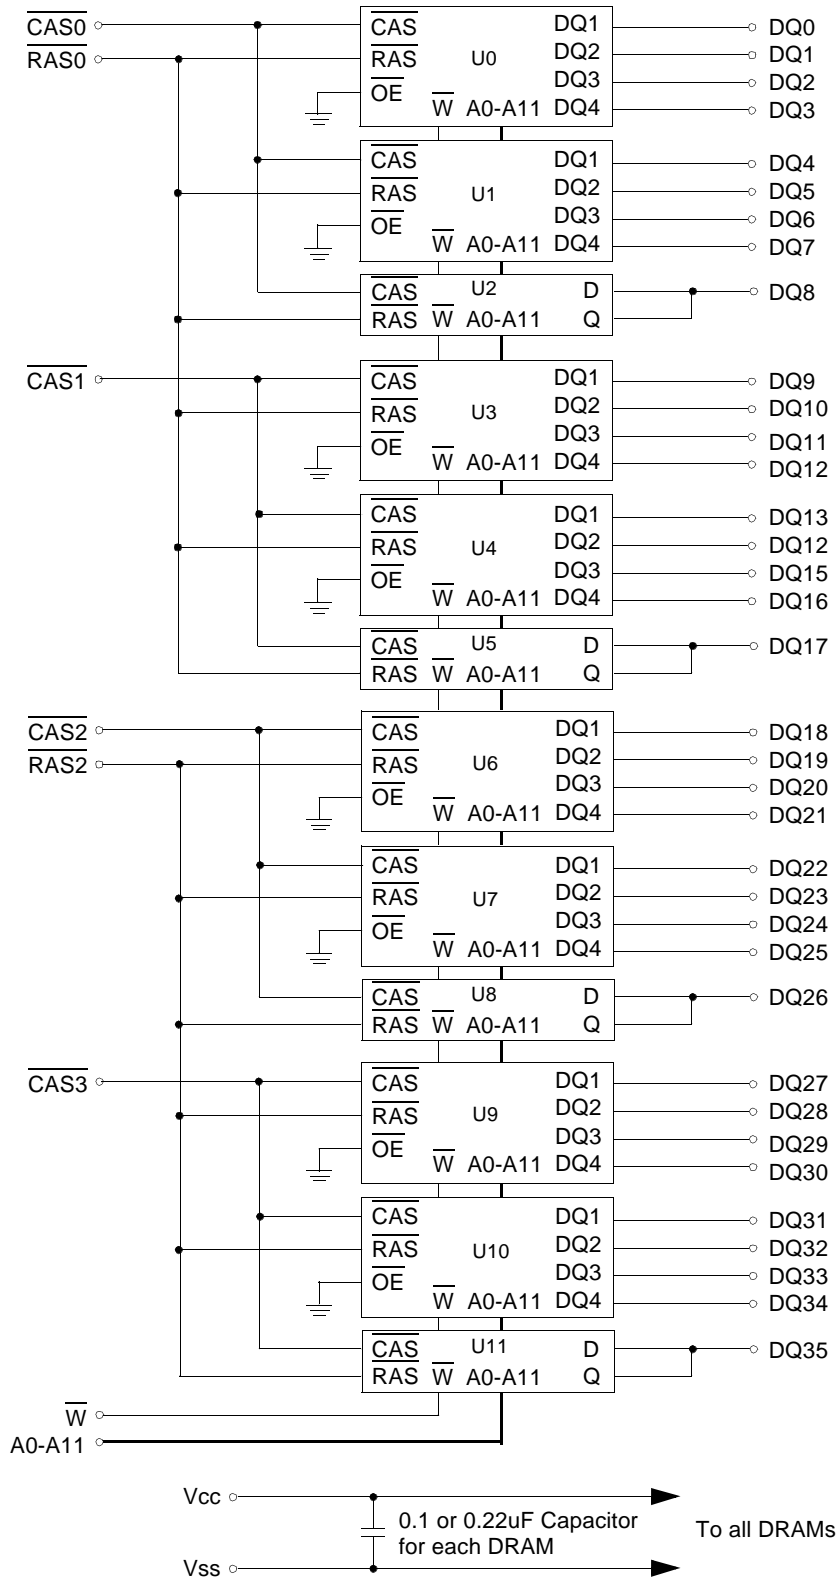 CAS0 CAS DQ1 DQ0
RAS0 RAS U0 DQ2 DQ1
DQ3 DQ2
OE W A0-A11 DQ4 DQ3
CAS DQ1 DQ4
RAS U1 DQ2 DQ5
OE DQ3 DQ6
W A0-A11 DQ4 DQ7
CAS U2 D DQ8
RAS W A0-A11 Q
CAS1 CAS DQ1 DQ9
RAS U3 DQ2 DQ10
OE DQ3 DQ11
W A0-A11 DQ4 DQ12
CAS DQ1 DQ13
RAS U4 DQ2 DQ12
OE DQ3 DQ15
W A0-A11 DQ4 DQ16
CAS U5 D DQ17
RAS W A0-A11 Q
CAS2 CAS DQ1 DQ18
RAS2 RAS U6 DQ2 DQ19
OE DQ3 DQ20
W A0-A11 DQ4 DQ21
CAS DQ1 DQ22
RAS U7 DQ2 DQ23
OE DQ3 DQ24
W A0-A11 DQ4 DQ25
CAS U8 D DQ26
RAS W A0-A11 Q
CAS3 CAS DQ1 DQ27
RAS U9 DQ2 DQ28
OE DQ3 DQ29
W A0-A11 DQ4 DQ30
CAS DQ1 DQ31
RAS U10 DQ2 DQ32
OE DQ3 DQ33
W A0-A11 DQ4 DQ34
CAS U11 D DQ35
RAS W A0-A11 Q
W
A0-A11
Vcc
0.1 or 0.22uF Capacitor
for each DRAM
To all DRAMs
Vss